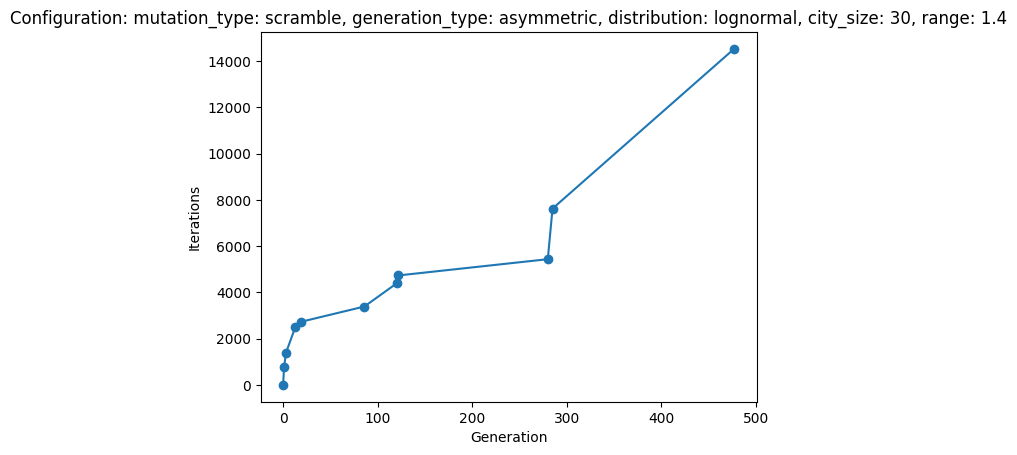 Configuration: mutation_type: scramble, generation_type: asymmetric, distribution: lognormal, city_size: 30, range: 1.4
14000
12000
10000
8000
6000
4000
2000
0
Iterations
0 100 200 300 400 500
Generation